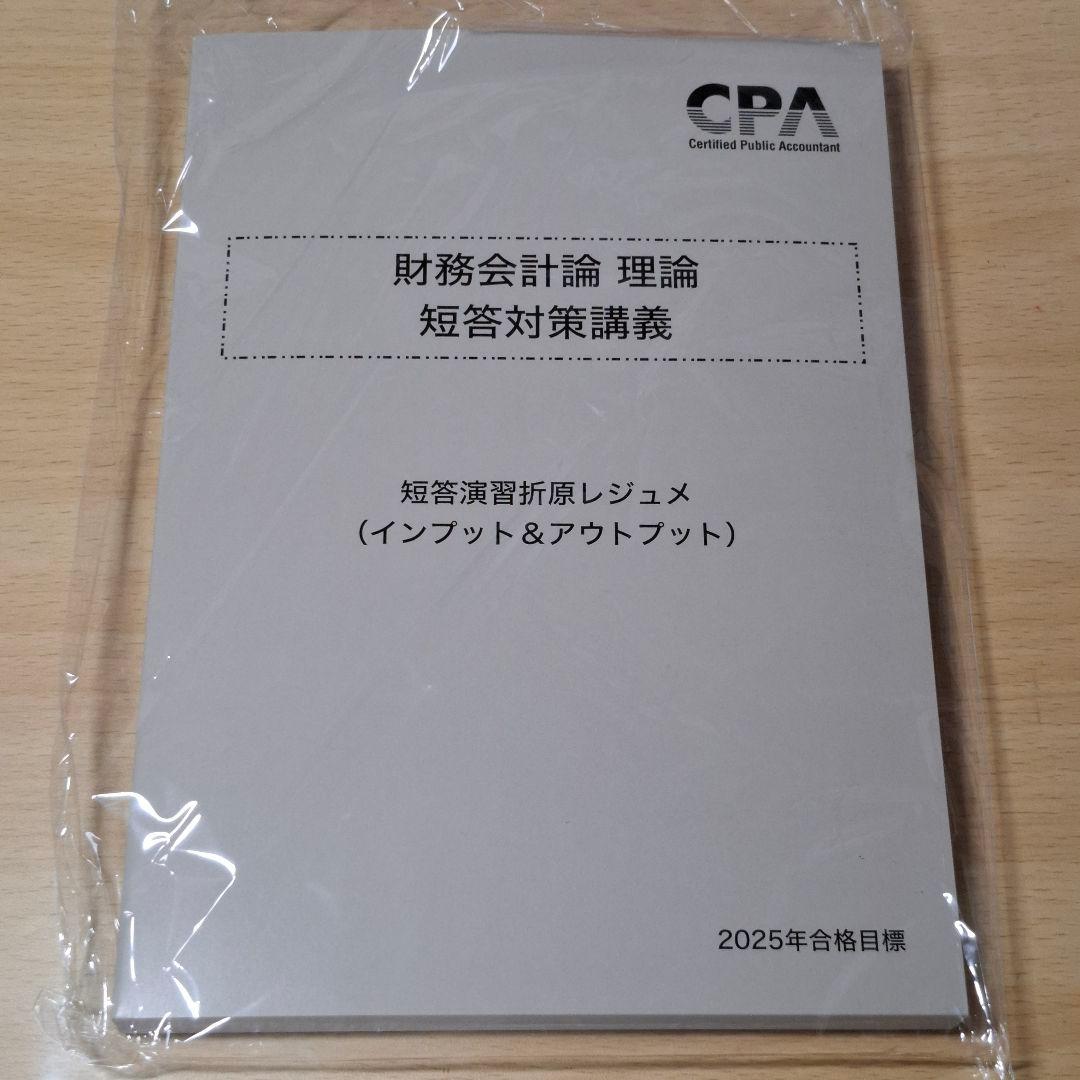 CPA
Certified Public Accountant
財務会計論 理論
短答対策講義
短答演習折原レジュメ
（インプット＆アウトプット）
2025年合格目標